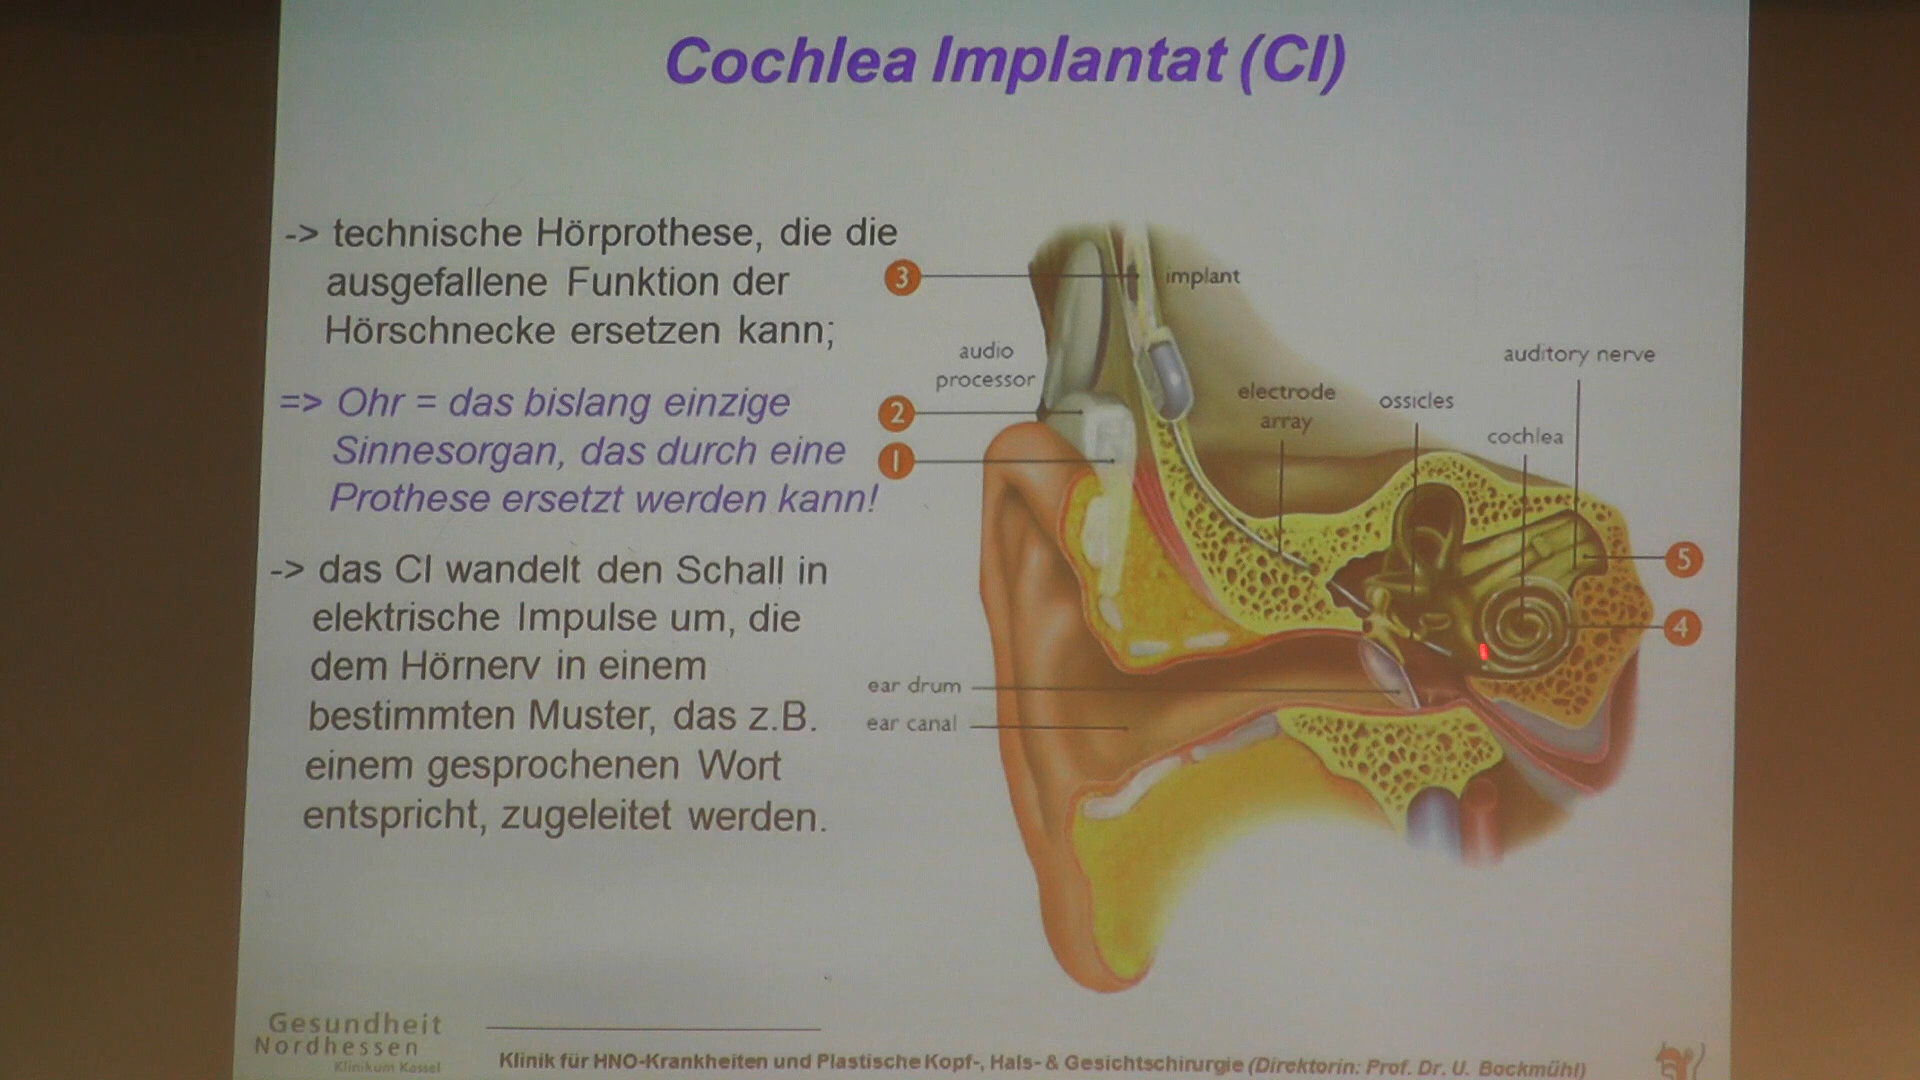 Cochlea Implantat (CI)
-> technische Hörprothese, die die
ausgefallene Funktion der
Hörschnecke ersetzen kann;
=> Ohr = das bislang einzige
Sinnesorgan, das durch eine
Prothese ersetzt werden kann!
-> das CI wandelt den Schall in
elektrische Impulse um, die
dem Hörnerv in einem
bestimmten Muster, das z.B.
einem gesprochenen Wort
entspricht, zugeleitet werden.
3
implant
audio
processor
2
1
electrode
array
ossicles
cochlea
auditory nerve
5
4
ear drum
ear canal
Gesundheit
Nordhessen
Klinikum Kassel
Klinik für HNO-Krankheiten und Plastische Kopf-, Hals- & Gesichtschirurgie (Direktorin: Prof. Dr. U. Bockmühl)